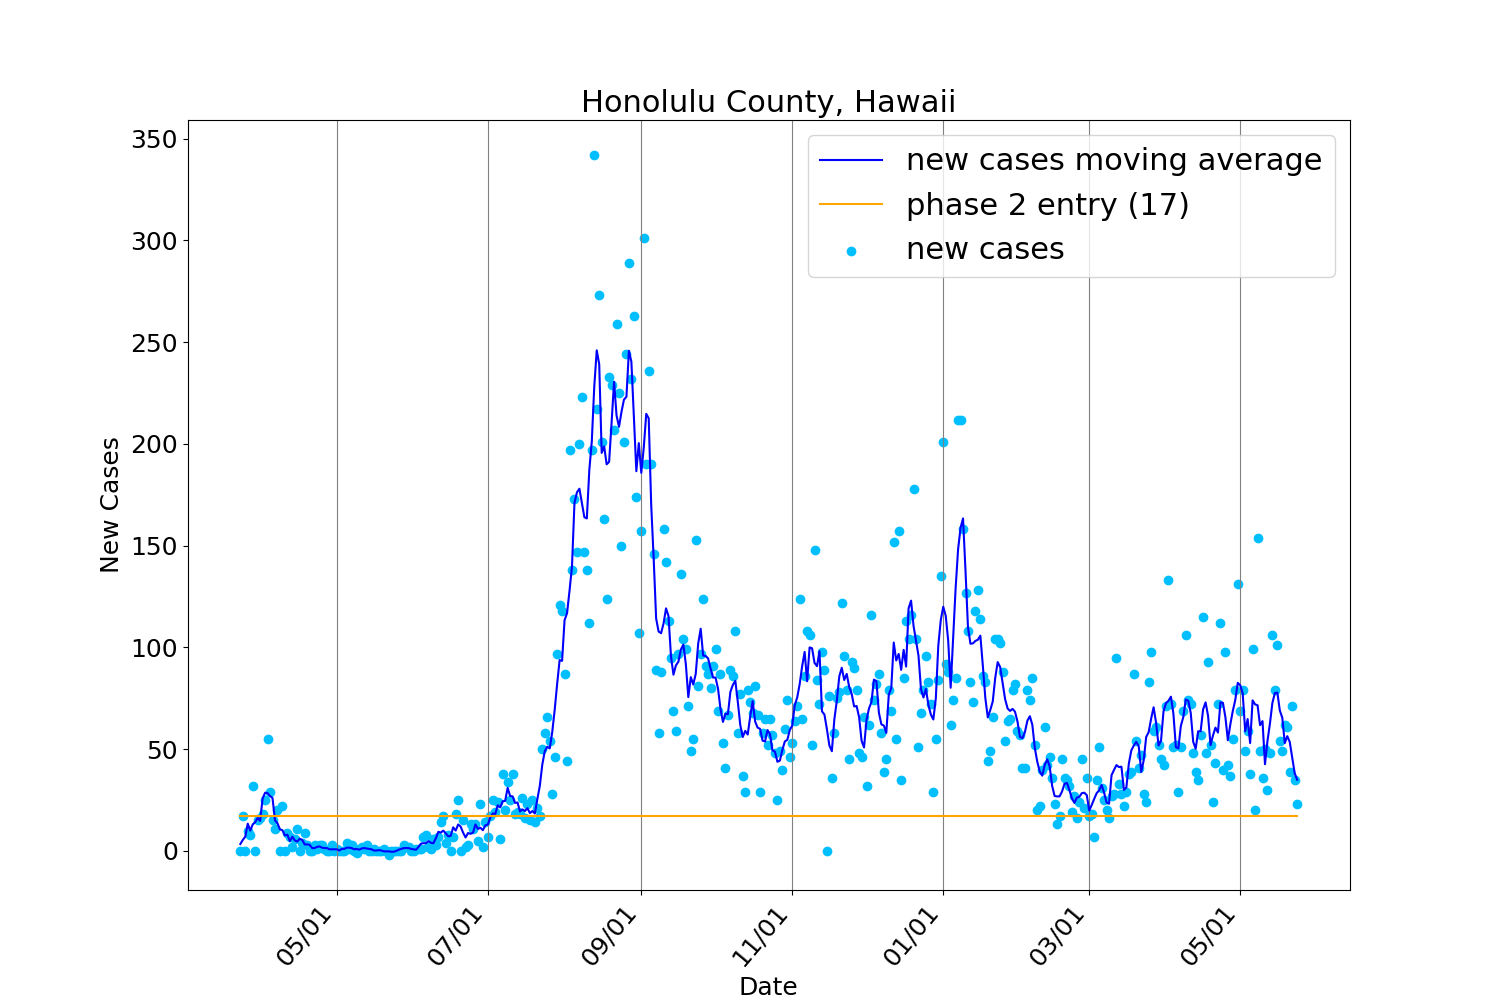 Honolulu County, Hawaii
350
300
250
200
150
100
50
0
New Cases
new cases moving average
phase 2 entry (17)
new cases
05/01
07/01
09/01
11/01
01/01
03/01
05/01
Date